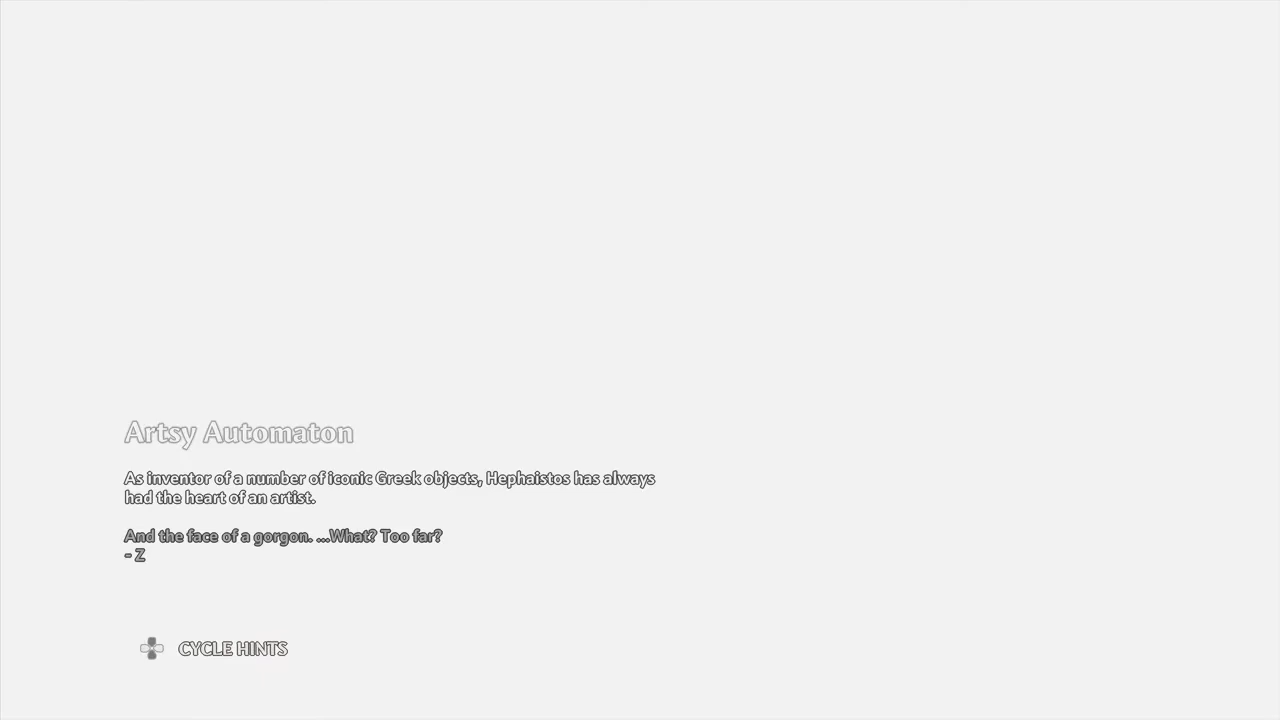 Artsy Automaton
As inventor of a number of iconic Greek objects, Hephaistos has always
had the heart of an artist.
And the face of a gorgon. ...What? Too far?
- Z
CYCLE HINTS